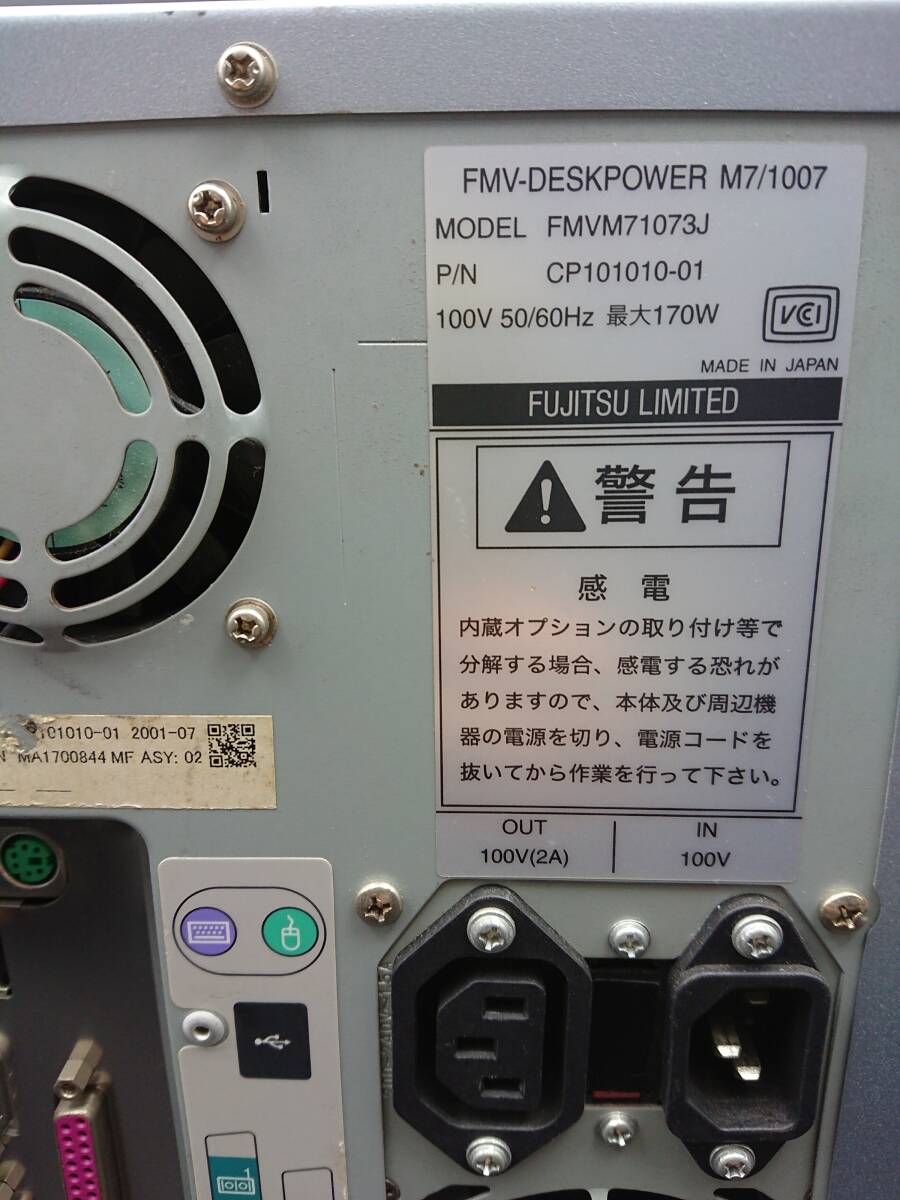 FMV-DESKPOWER M7/1007
MODEL FMVM71073J
P/N CP101010-01
100V 50/60Hz 最大170W
VCCI
MADE IN JAPAN
FUJITSU LIMITED
警告
感電
内蔵オプションの取り付け等で
分解する場合、感電する恐れが
ありますので、本体及び周辺機
器の電源を切り、電源コードを
抜いてから作業を行って下さい。
OUT
100V(2A)
IN
100V
101010-01 2001-07
MA1700844 MF ASY: 02
1